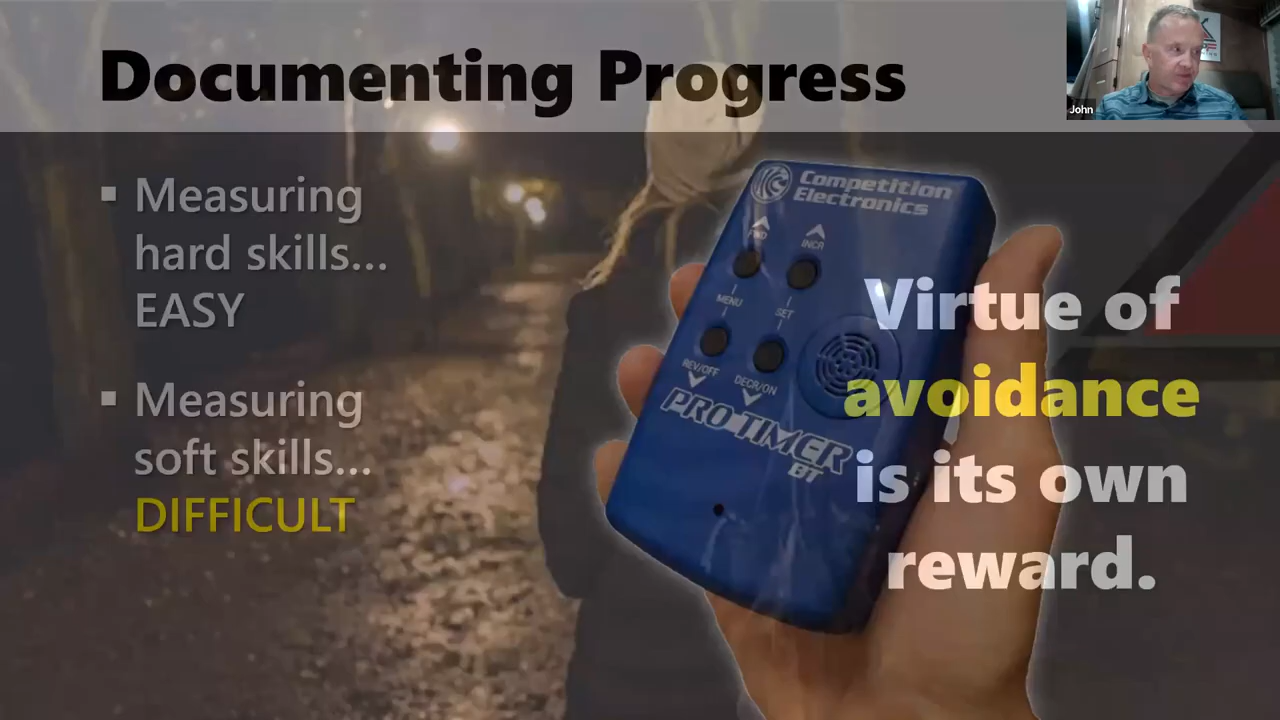 Documenting Progress
John
▪ Measuring
hard skills...
EASY
▪ Measuring
soft skills...
DIFFICULT
Competition
Electronics
FWD
INCR
MENU
SET
REV/OFF
DECR/ON
PRO TIMER
BT
Virtue of
avoidance
is its own
reward.